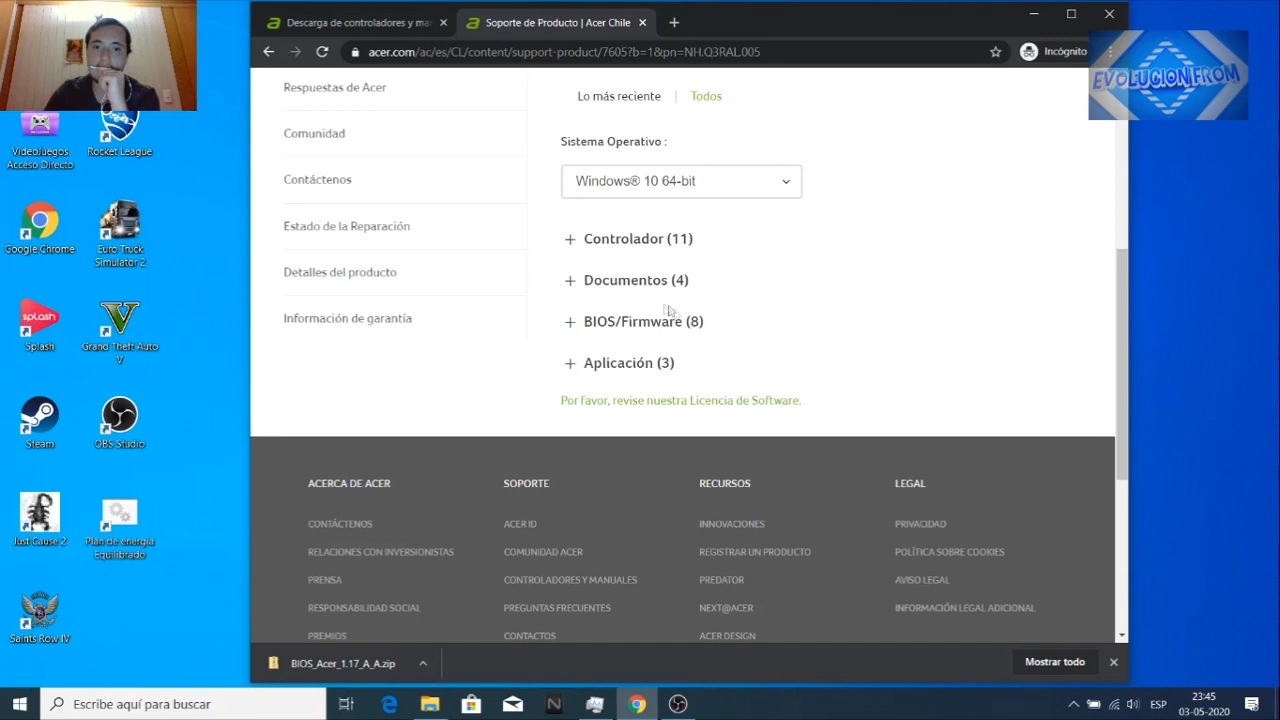 Descarga de controladores y ma
Soporte de Producto | Acer Chile
acer.com/ac/es/CL/content/support-product/7605?b=1&pn=NH.Q3RAL.005
Incógnito
EVOLUCION FROM
Respuestas de Acer
Comunidad
Contáctenos
Estado de la Reparación
Detalles del producto
Información de garantía
Lo más reciente | Todos
Sistema Operativo :
Windows® 10 64-bit
Controlador (11)
Documentos (4)
BIOS/Firmware (8)
Aplicación (3)
Por favor, revise nuestra Licencia de Software.
ACERCA DE ACER
CONTÁCTENOS
RELACIONES CON INVERSIONISTAS
PRENSA
RESPONSABILIDAD SOCIAL
PREMIOS
SOPORTE
ACER ID
COMUNIDAD ACER
CONTROLADORES Y MANUALES
PREGUNTAS FRECUENTES
CONTACTOS
RECURSOS
INNOVACIONES
REGISTRAR UN PRODUCTO
PREDATOR
NEXT@ACER
ACER DESIGN
LEGAL
PRIVACIDAD
POLÍTICA SOBRE COOKIES
AVISO LEGAL
INFORMACIÓN LEGAL ADICIONAL
BIOS_Acer_1.17_A_A.zip
Mostrar todo
VideoJuegos
Acceso Directo
Rocket League
Google Chrome
Euro Truck
Simulator 2
splash
Splash
Grand Theft Auto
V
Steam
OBS Studio
Just Cause 2
Plan de energía
Equilibrado
Saints Row IV
Escribe aquí para buscar
ESP
23:45
03-05-2020